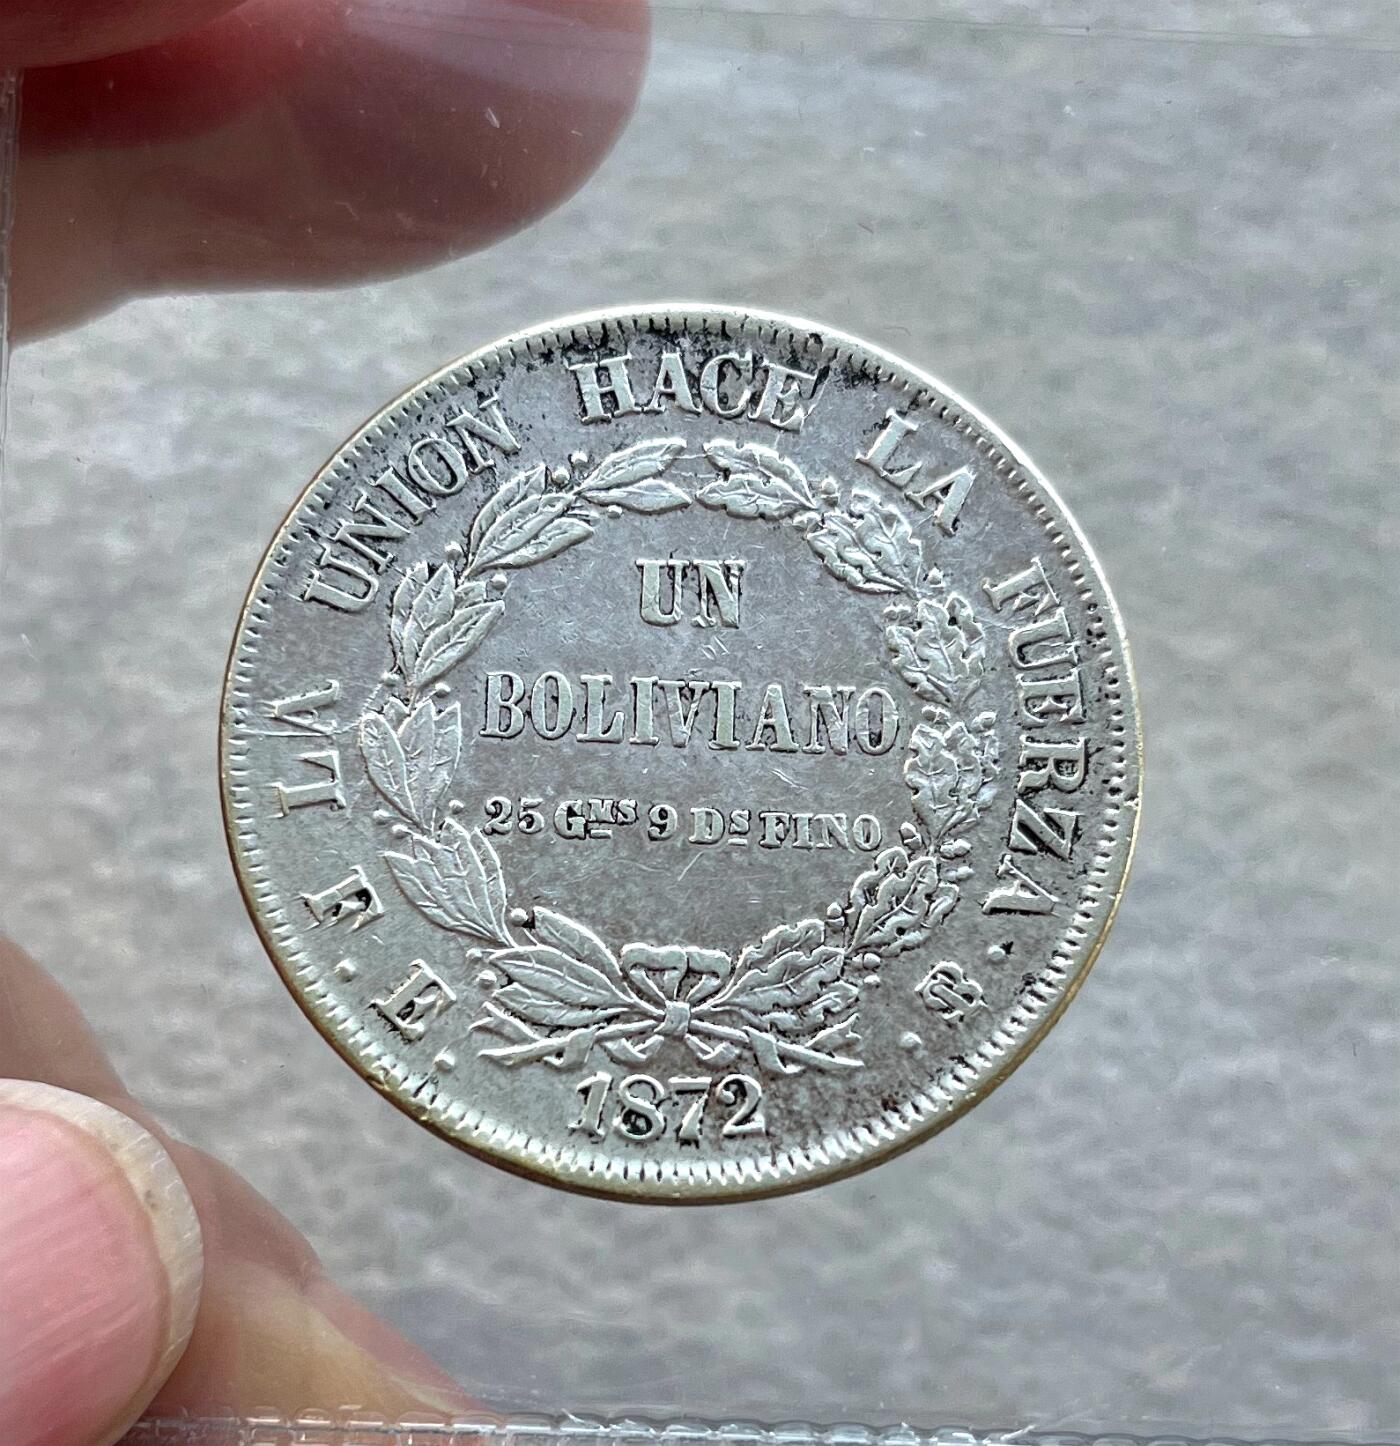 LA UNION HACE LA FUERZA
UN
BOLIVIANO
25 Gᴹˢ 9 Dˢ FINO
F.E.
1872